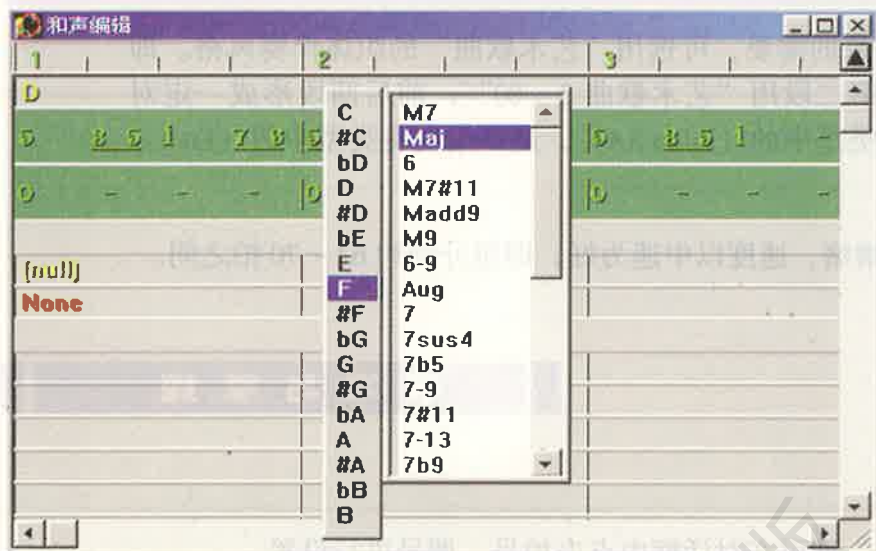 和声编辑
1 2 3
D
5 8 5 1 7 8 5 5 8 5 1
0 - - - 0 0 - - -
(null)
None
C
#C
bD
D
#D
bE
E
F
#F
bG
G
#G
bA
A
#A
bB
B
M7
Maj
6
M7#11
Madd9
M9
6-9
Aug
7
7sus4
7b5
7-9
7#11
7-13
7b9